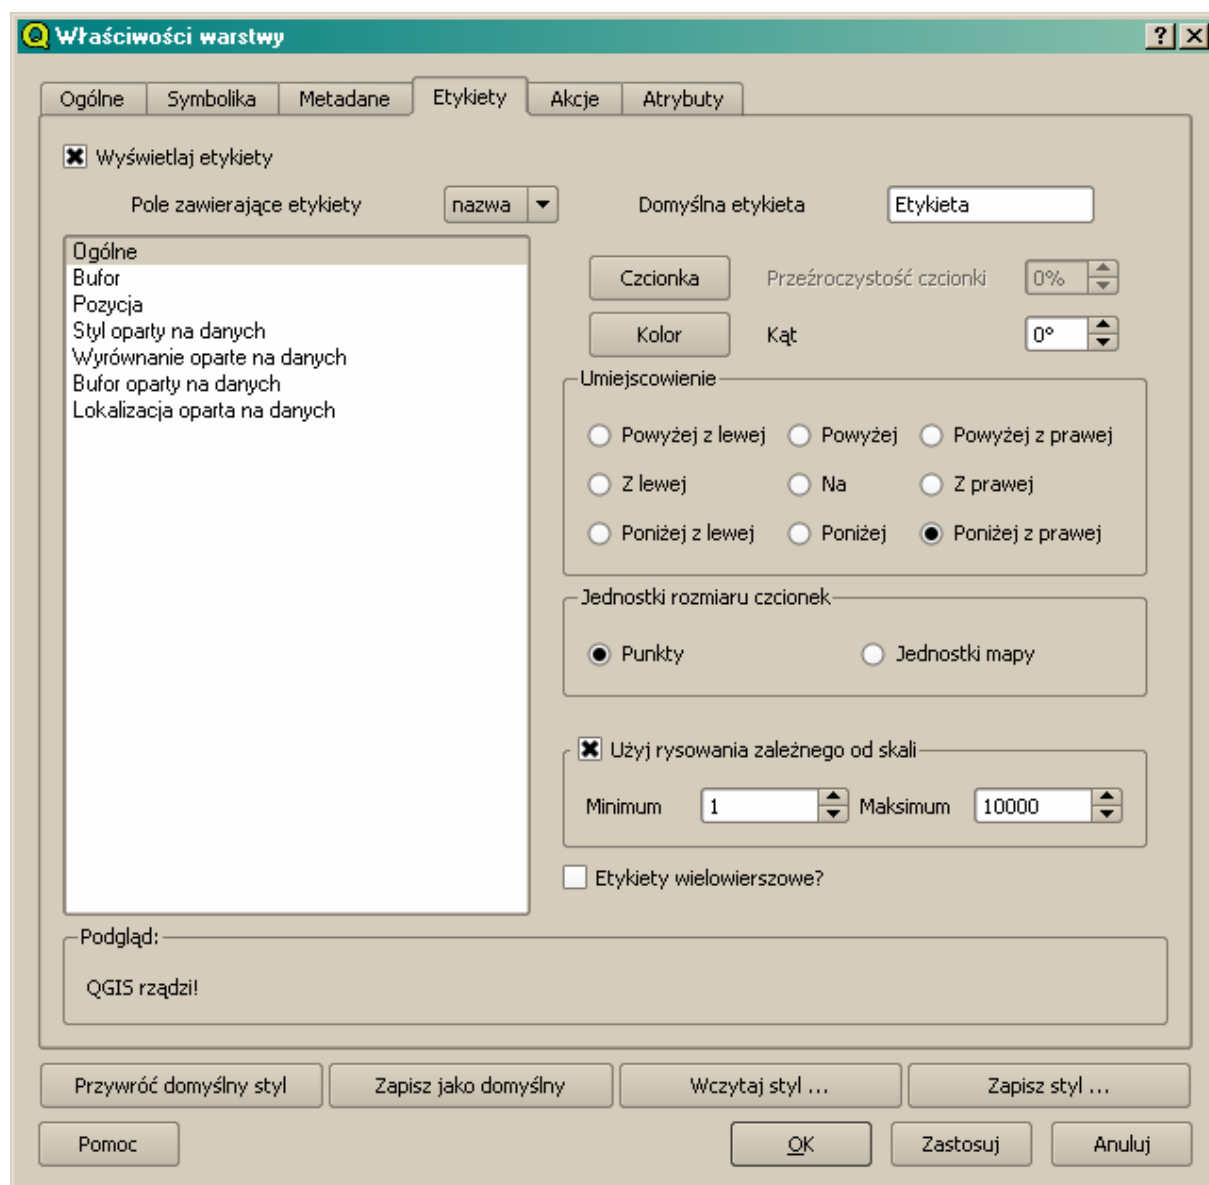 Właściwości warstwy
Ogólne Symbolika Metadane Etykiety Akcje Atrybuty
Wyświetlaj etykiety
Pole zawierające etykiety nazwa Domyślna etykieta Etykieta
Ogólne
Bufor
Pozycja
Styl oparty na danych
Wyrównanie oparte na danych
Bufor oparty na danych
Lokalizacja oparta na danych
Czcionka Przeźroczystość czcionki 0%
Kolor Kąt 0°
Umiejscowienie
Powyżej z lewej Powyżej Powyżej z prawej
Z lewej Na Z prawej
Poniżej z lewej Poniżej Poniżej z prawej
Jednostki rozmiaru czcionek
Punkty Jednostki mapy
Użyj rysowania zależnego od skali
Minimum 1 Maksimum 10000
Etykiety wielowierszowe?
Podgląd:
QGIS rządzi!
Przywróć domyślny styl Zapisz jako domyślny Wczytaj styl ... Zapisz styl ...
Pomoc OK Zastosuj Anuluj